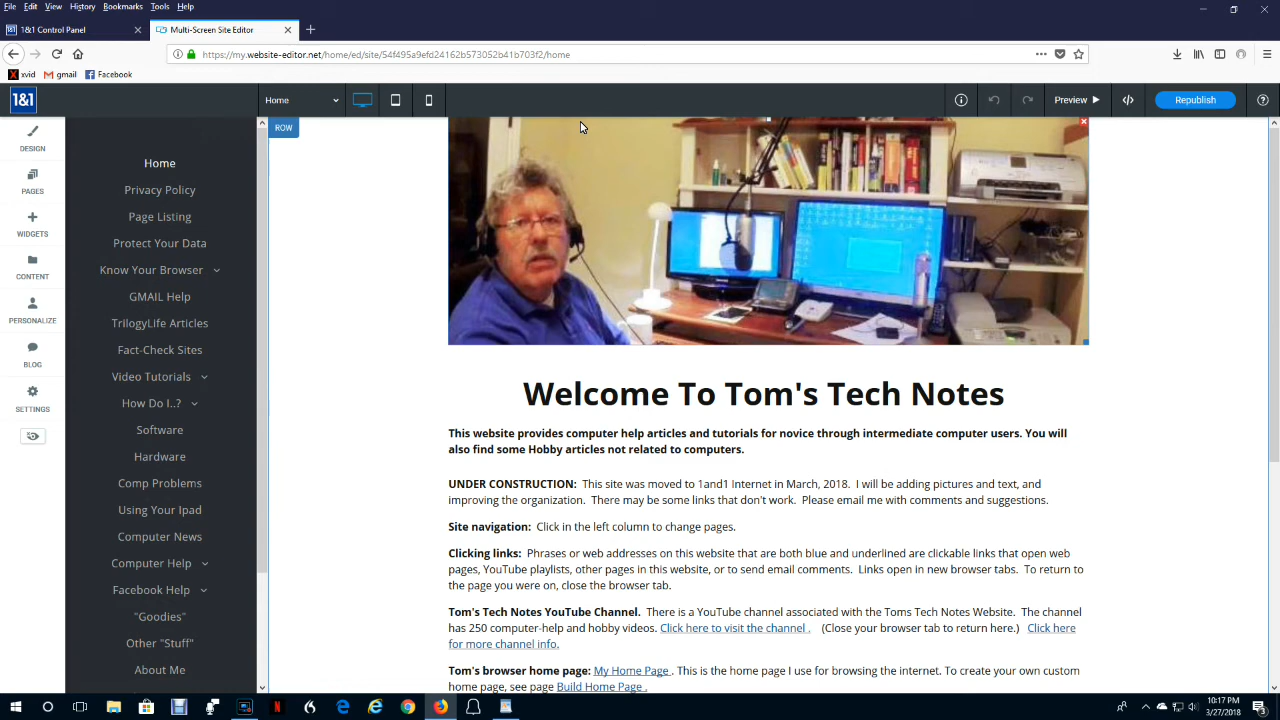 File Edit View History Bookmarks Tools Help
1&1 Control Panel × Multi-Screen Site Editor × +
https://my.website-editor.net/home/ed/site/54f495a9efd24162b573052b41b703f2/home
xvid gmail Facebook
1&1 Home Preview Republish
ROW
DESIGN
PAGES
WIDGETS
CONTENT
PERSONALIZE
BLOG
SETTINGS
Home
Privacy Policy
Page Listing
Protect Your Data
Know Your Browser
GMAIL Help
TrilogyLife Articles
Fact-Check Sites
Video Tutorials
How Do I..?
Software
Hardware
Comp Problems
Using Your Ipad
Computer News
Computer Help
Facebook Help
"Goodies"
Other "Stuff"
About Me
Welcome To Tom's Tech Notes
This website provides computer help articles and tutorials for novice through intermediate computer users. You will
also find some Hobby articles not related to computers.
UNDER CONSTRUCTION: This site was moved to 1and1 Internet in March, 2018. I will be adding pictures and text, and
improving the organization. There may be some links that don't work. Please email me with comments and suggestions.
Site navigation: Click in the left column to change pages.
Clicking links: Phrases or web addresses on this website that are both blue and underlined are clickable links that open web
pages, YouTube playlists, other pages in this website, or to send email comments. Links open in new browser tabs. To return to
the page you were on, close the browser tab.
Tom's Tech Notes YouTube Channel. There is a YouTube channel associated with the Toms Tech Notes Website. The channel
has 250 computer-help and hobby videos. Click here to visit the channel . (Close your browser tab to return here.) Click here
for more channel info.
Tom's browser home page: My Home Page . This is the home page I use for browsing the internet. To create your own custom
home page, see page Build Home Page .
10:17 PM
3/27/2018